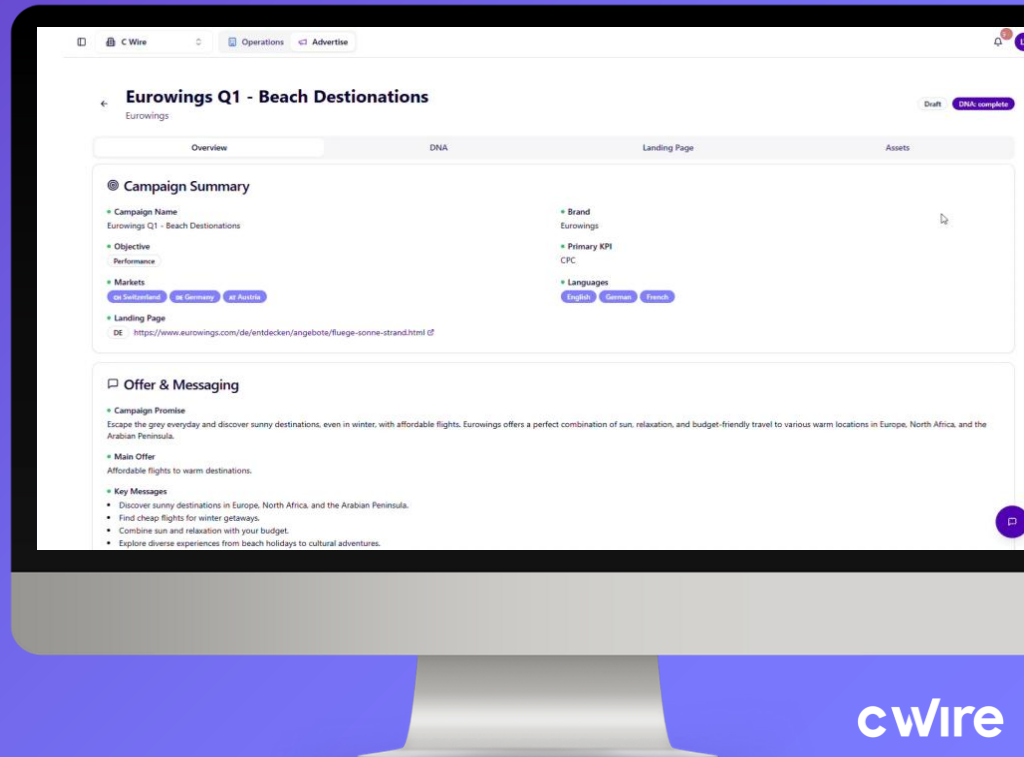 C Wire
Operations
Advertise
Eurowings Q1 - Beach Destionations
Eurowings
Draft
DNA: complete
Overview
DNA
Landing Page
Assets
Campaign Summary
Campaign Name
Eurowings Q1 - Beach Destionations
Brand
Eurowings
Objective
Performance
Primary KPI
CPC
Markets
CH Switzerland
DE Germany
AT Austria
Languages
English
German
French
Landing Page
DE https://www.eurowings.com/de/entdecken/angebote/fluege-sonne-strand.html
Offer & Messaging
Campaign Promise
Escape the grey everyday and discover sunny destinations, even in winter, with affordable flights. Eurowings offers a perfect combination of sun, relaxation, and budget-friendly travel to various warm locations in Europe, North Africa, and the
Arabian Peninsula.
Main Offer
Affordable flights to warm destinations.
Key Messages
Discover sunny destinations in Europe, North Africa, and the Arabian Peninsula.
Find cheap flights for winter getaways.
Combine sun and relaxation with your budget.
Explore diverse experiences from beach holidays to cultural adventures.
cwire